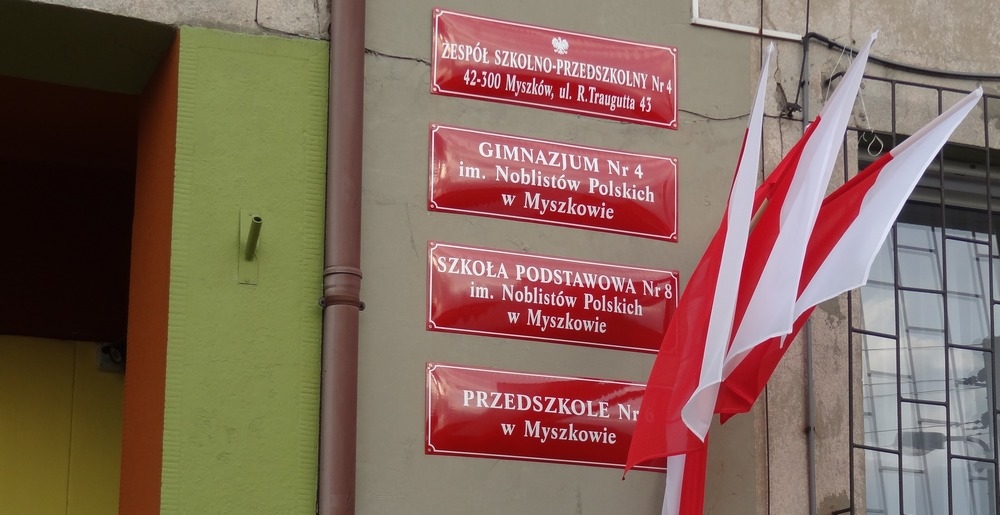 ZESPÓŁ SZKOLNO-PRZEDSZKOLNY Nr 4
42-300 Myszków, ul. R.Traugutta 43
GIMNAZJUM Nr 4
im. Noblistów Polskich
w Myszkowie
SZKOŁA PODSTAWOWA Nr 8
im. Noblistów Polskich
w Myszkowie
PRZEDSZKOLE Nr
w Myszkowie